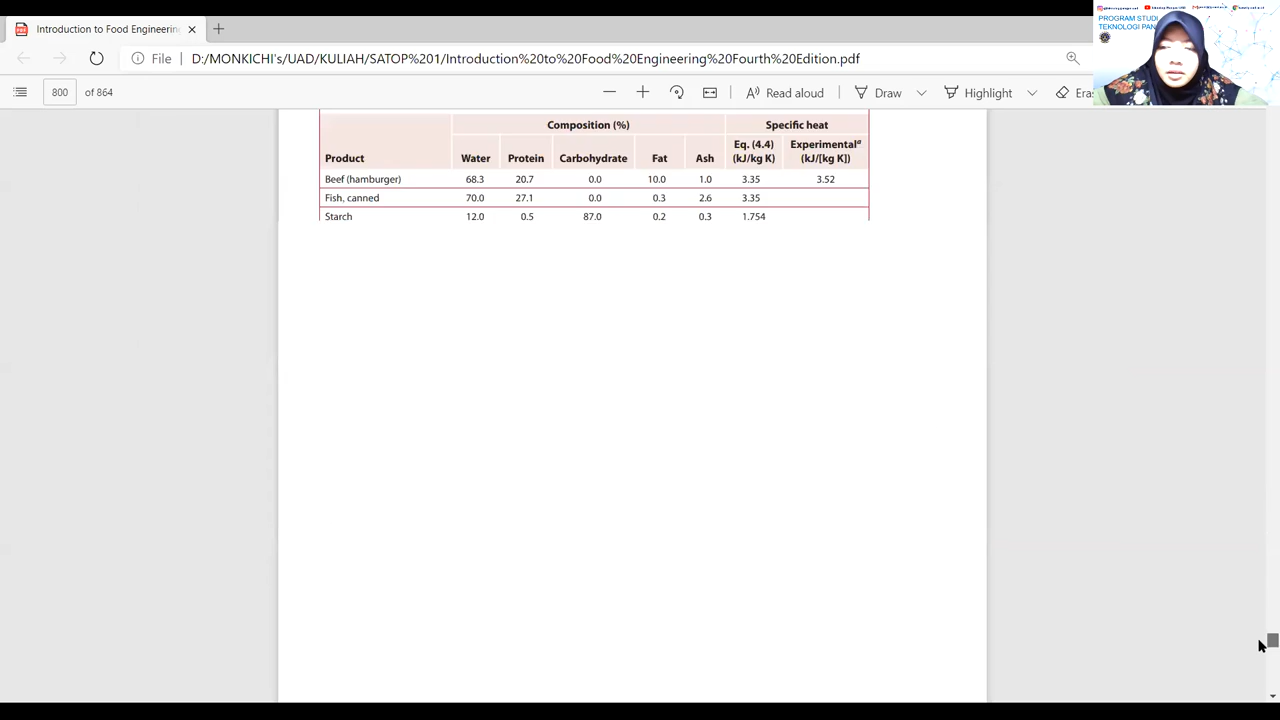 Introduction to Food Engineerin
File D:/MONKICHI's/UAD/KULIAH/SATOP%201/Introduction%20to%20Food%20Engineering%20Fourth%20Edition.pdf
800 of 864
Read aloud Draw Highlight Eras
PROGRAM STUDI
TEKNOLOGI PAN
Composition (%) Specific heat
Product Water Protein Carbohydrate Fat Ash Eq. (4.4) (kJ/kg K) Experimentalᵃ (kJ/[kg K])
Beef (hamburger) 68.3 20.7 0.0 10.0 1.0 3.35 3.52
Fish, canned 70.0 27.1 0.0 0.3 2.6 3.35
Starch 12.0 0.5 87.0 0.2 0.3 1.754